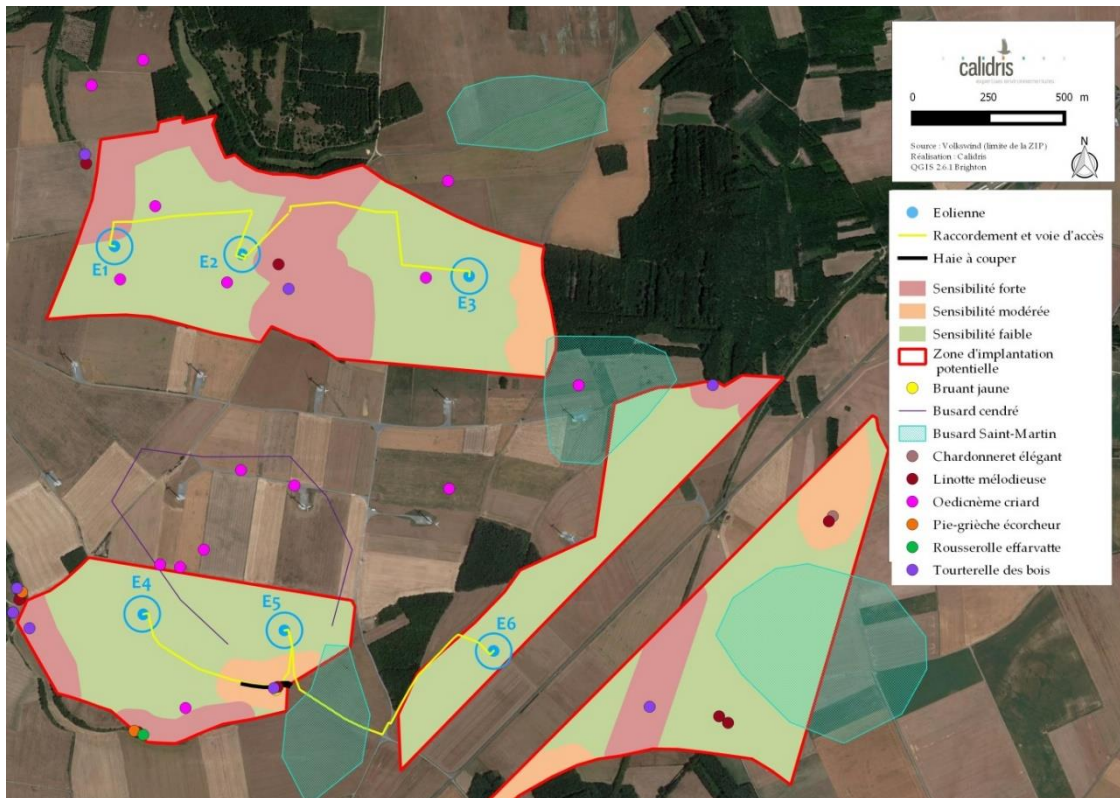 calidris
0 250 500 m
Source : Volkswind (limite de la ZIP)
Réalisation : Calidris
QGIS 2.6.1 Brighton
N
Eolienne
Raccordement et voie d'accès
Haie à couper
Sensibilité forte
Sensibilité modérée
Sensibilité faible
Zone d'implantation
potentielle
Bruant jaune
Busard cendré
Busard Saint-Martin
Chardonneret élégant
Linotte mélodieuse
Oedicnème criard
Pie-grièche écorcheur
Rousserolle effarvatte
Tourterelle des bois
E1
E2
E3
E4
E5
E6